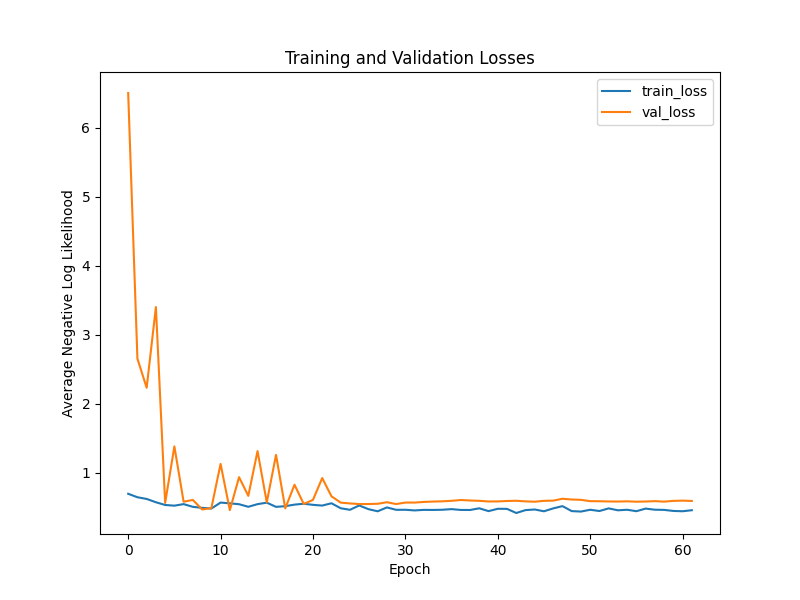 Training and Validation Losses
train_loss
val_loss
Average Negative Log Likelihood
6
5
4
3
2
1
0
10
20
30
40
50
60
Epoch